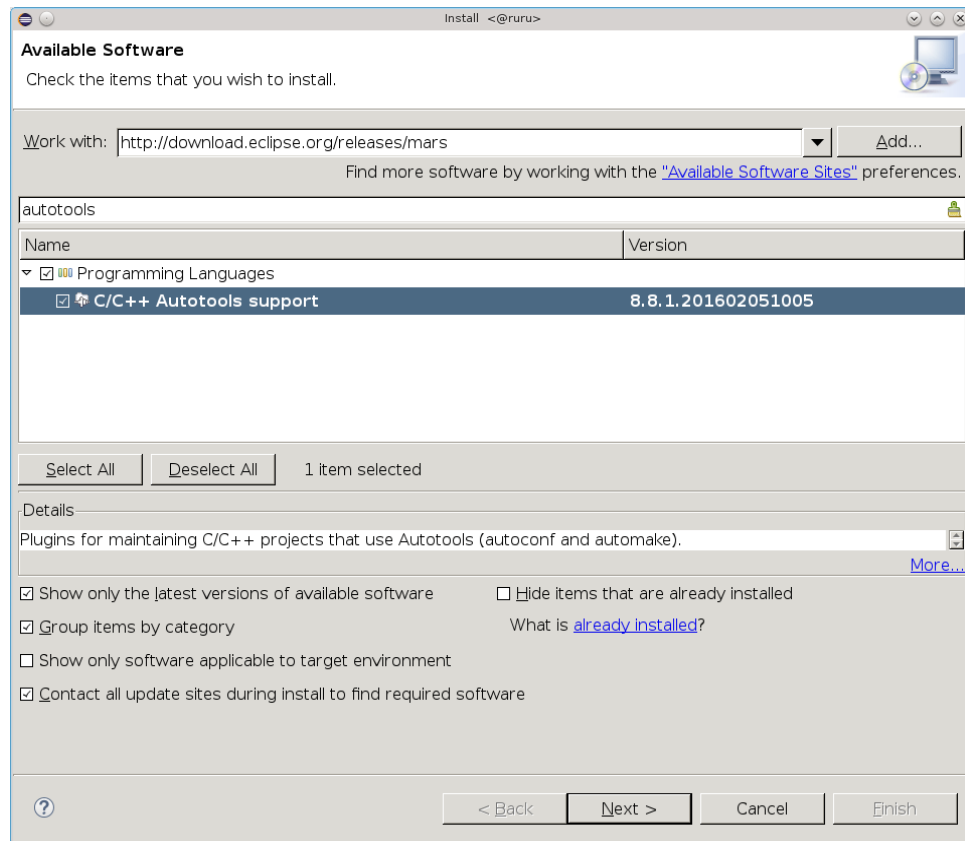 Install <@ruru>
Available Software
Check the items that you wish to install.
Work with: http://download.eclipse.org/releases/mars Add...
Find more software by working with the "Available Software Sites" preferences.
autotools
Name Version
Programming Languages
C/C++ Autotools support 8.8.1.201602051005
Select All Deselect All 1 item selected
Details
Plugins for maintaining C/C++ projects that use Autotools (autoconf and automake).
More...
Show only the latest versions of available software Hide items that are already installed
Group items by category What is already installed?
Show only software applicable to target environment
Contact all update sites during install to find required software
? < Back Next > Cancel Finish